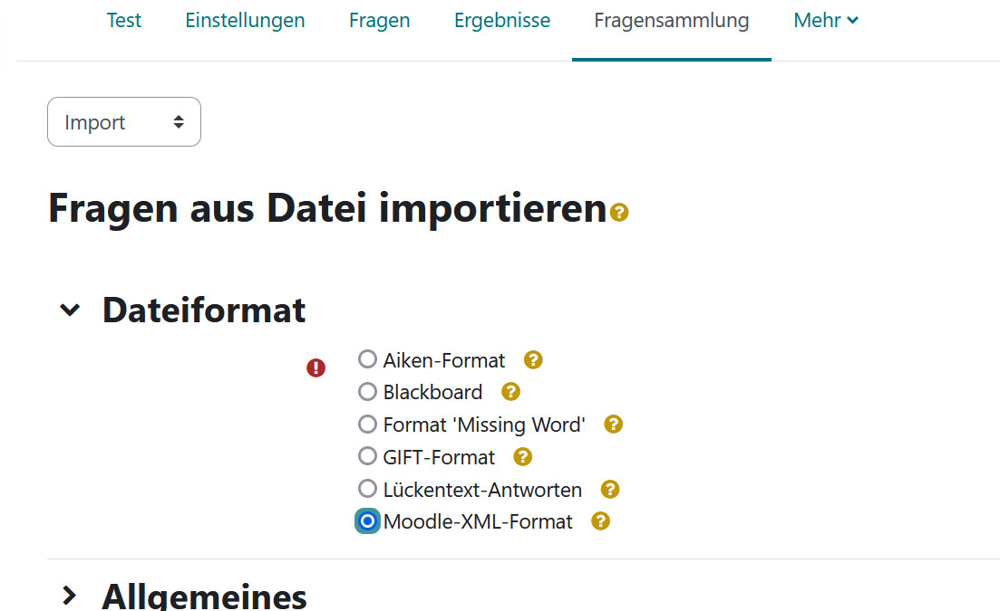 Test Einstellungen Fragen Ergebnisse Fragensammlung Mehr
Import
Fragen aus Datei importieren
Dateiformat
Aiken-Format
Blackboard
Format 'Missing Word'
GIFT-Format
Lückentext-Antworten
Moodle-XML-Format
Allgemeines